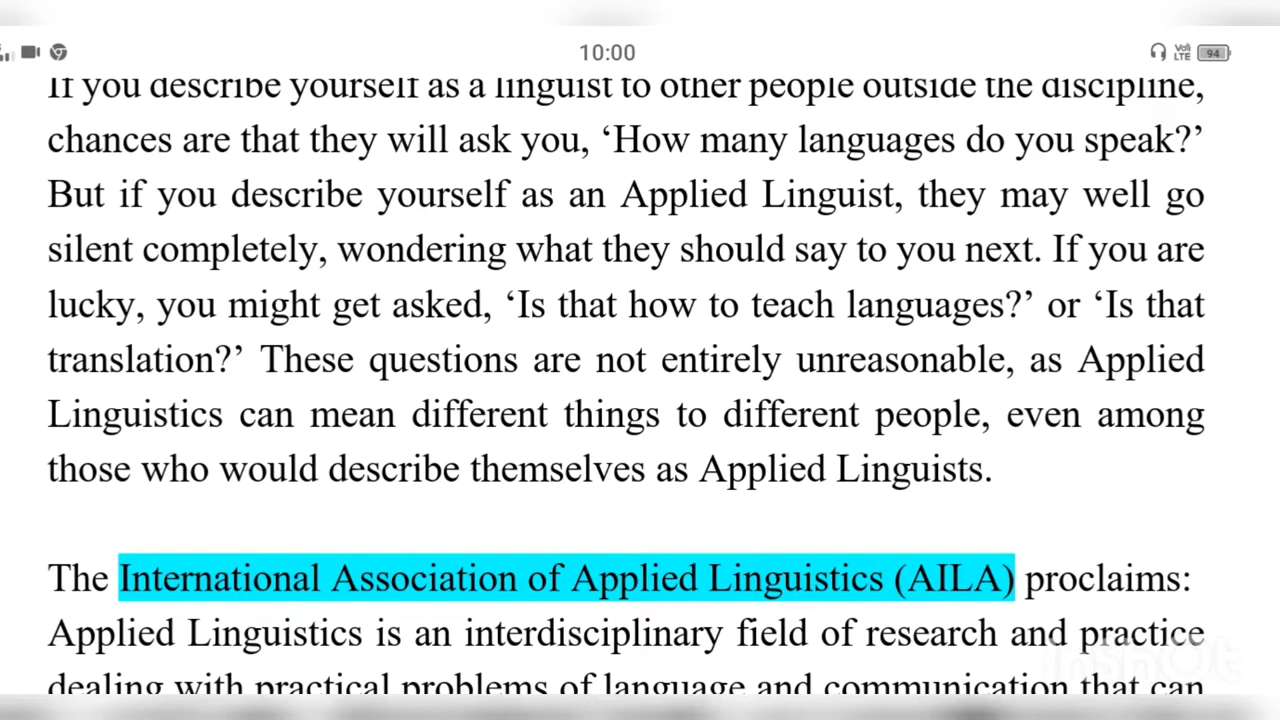 10:00
Vol)
LTE
94
If you describe yourself as a linguist to other people outside the discipline,
chances are that they will ask you, ‘How many languages do you speak?’
But if you describe yourself as an Applied Linguist, they may well go
silent completely, wondering what they should say to you next. If you are
lucky, you might get asked, ‘Is that how to teach languages?’ or ‘Is that
translation?’ These questions are not entirely unreasonable, as Applied
Linguistics can mean different things to different people, even among
those who would describe themselves as Applied Linguists.
The International Association of Applied Linguistics (AILA) proclaims:
Applied Linguistics is an interdisciplinary field of research and practice
dealing with practical problems of language and communication that can
InShOt